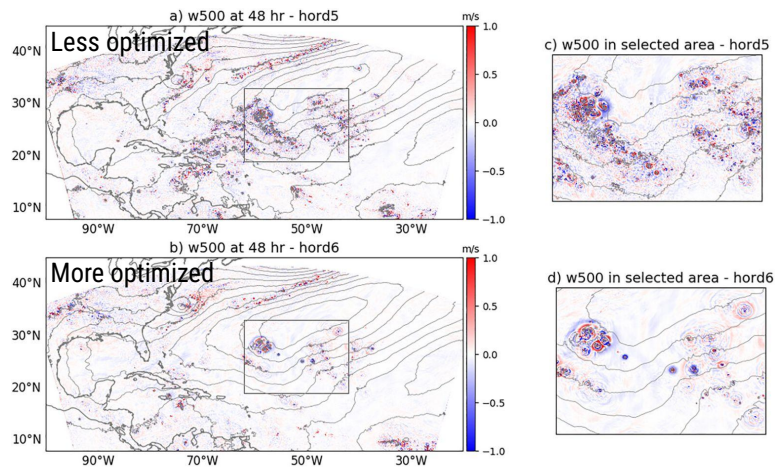 a) w500 at 48 hr - hord5
m/s
Less optimized
40°N
30°N
20°N
10°N
90°W
70°W
50°W
30°W
1.0
0.5
0.0
−0.5
−1.0
c) w500 in selected area - hord5
b) w500 at 48 hr - hord6
m/s
More optimized
40°N
30°N
20°N
10°N
90°W
70°W
50°W
30°W
1.0
0.5
0.0
−0.5
−1.0
d) w500 in selected area - hord6